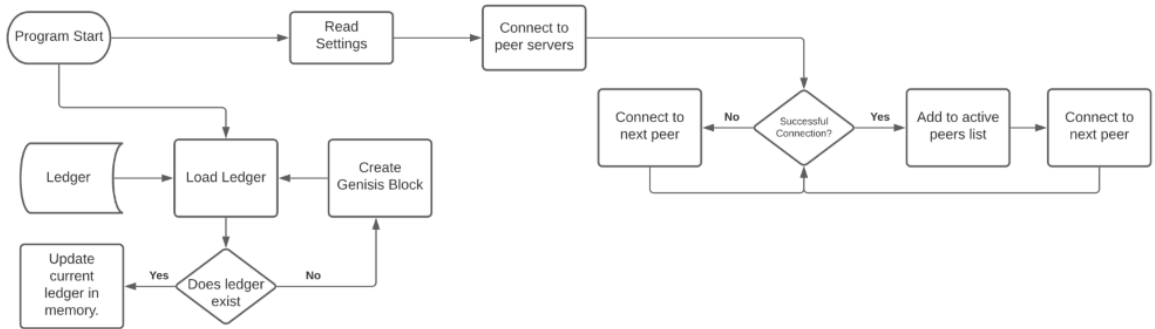 Program Start
Read
Settings
Connect to
peer servers
Connect to
next peer
No
Successful
Connection?
Yes
Add to active
peers list
Connect to
next peer
Ledger
Load Ledger
Create
Genisis Block
Update
current
ledger in
memory.
Yes
Does ledger
exist
No